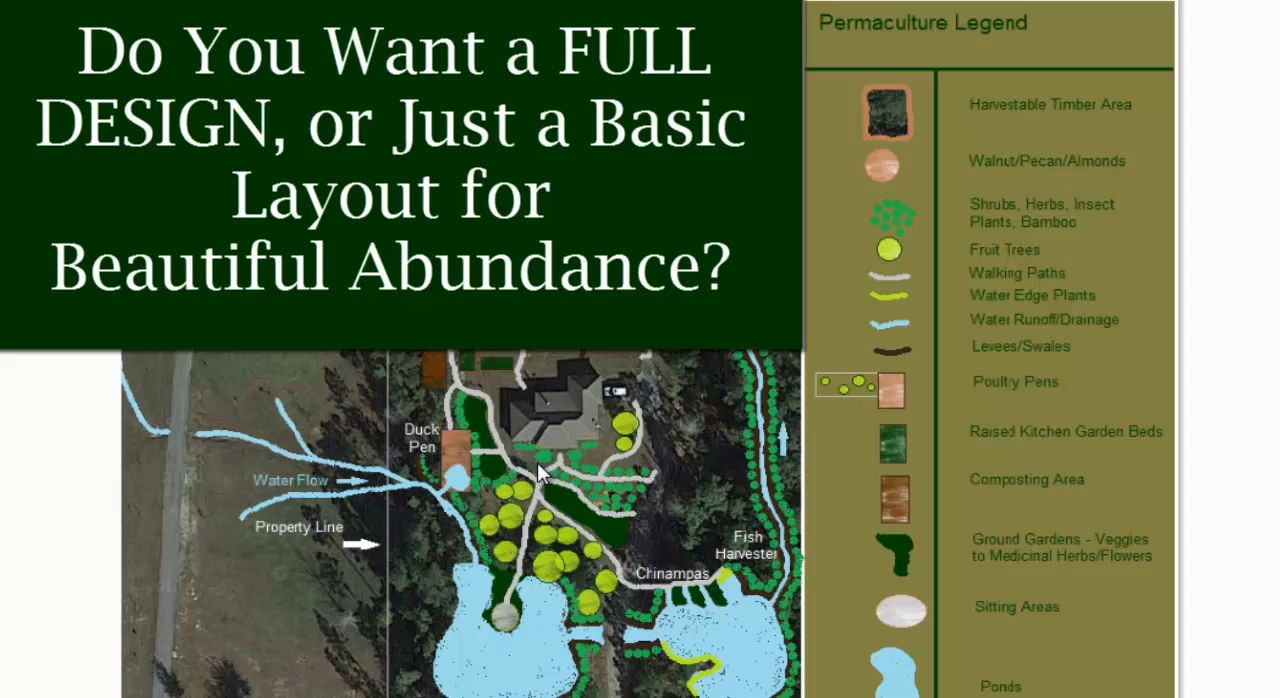 Do You Want a FULL
DESIGN, or Just a Basic
Layout for
Beautiful Abundance?
Permaculture Legend
Harvestable Timber Area
Walnut/Pecan/Almonds
Shrubs, Herbs, Insect
Plants, Bamboo
Fruit Trees
Walking Paths
Water Edge Plants
Water Runoff/Drainage
Levees/Swales
Poultry Pens
Raised Kitchen Garden Beds
Composting Area
Ground Gardens - Veggies
to Medicinal Herbs/Flowers
Sitting Areas
Ponds
Duck
Pen
Water Flow
Property Line
Fish
Harvester
Chinampas